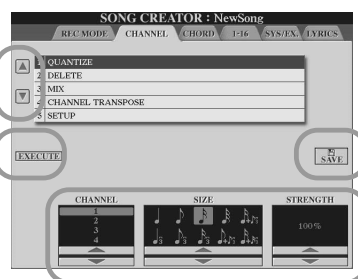 SONG CREATOR : NewSong
REC MODE CHANNEL CHORD 1-16 SYS/EX. LYRICS
1 QUANTIZE
2 DELETE
3 MIX
4 CHANNEL TRANSPOSE
5 SETUP
EXECUTE
SAVE
CHANNEL SIZE STRENGTH
1
2
3
4
100%